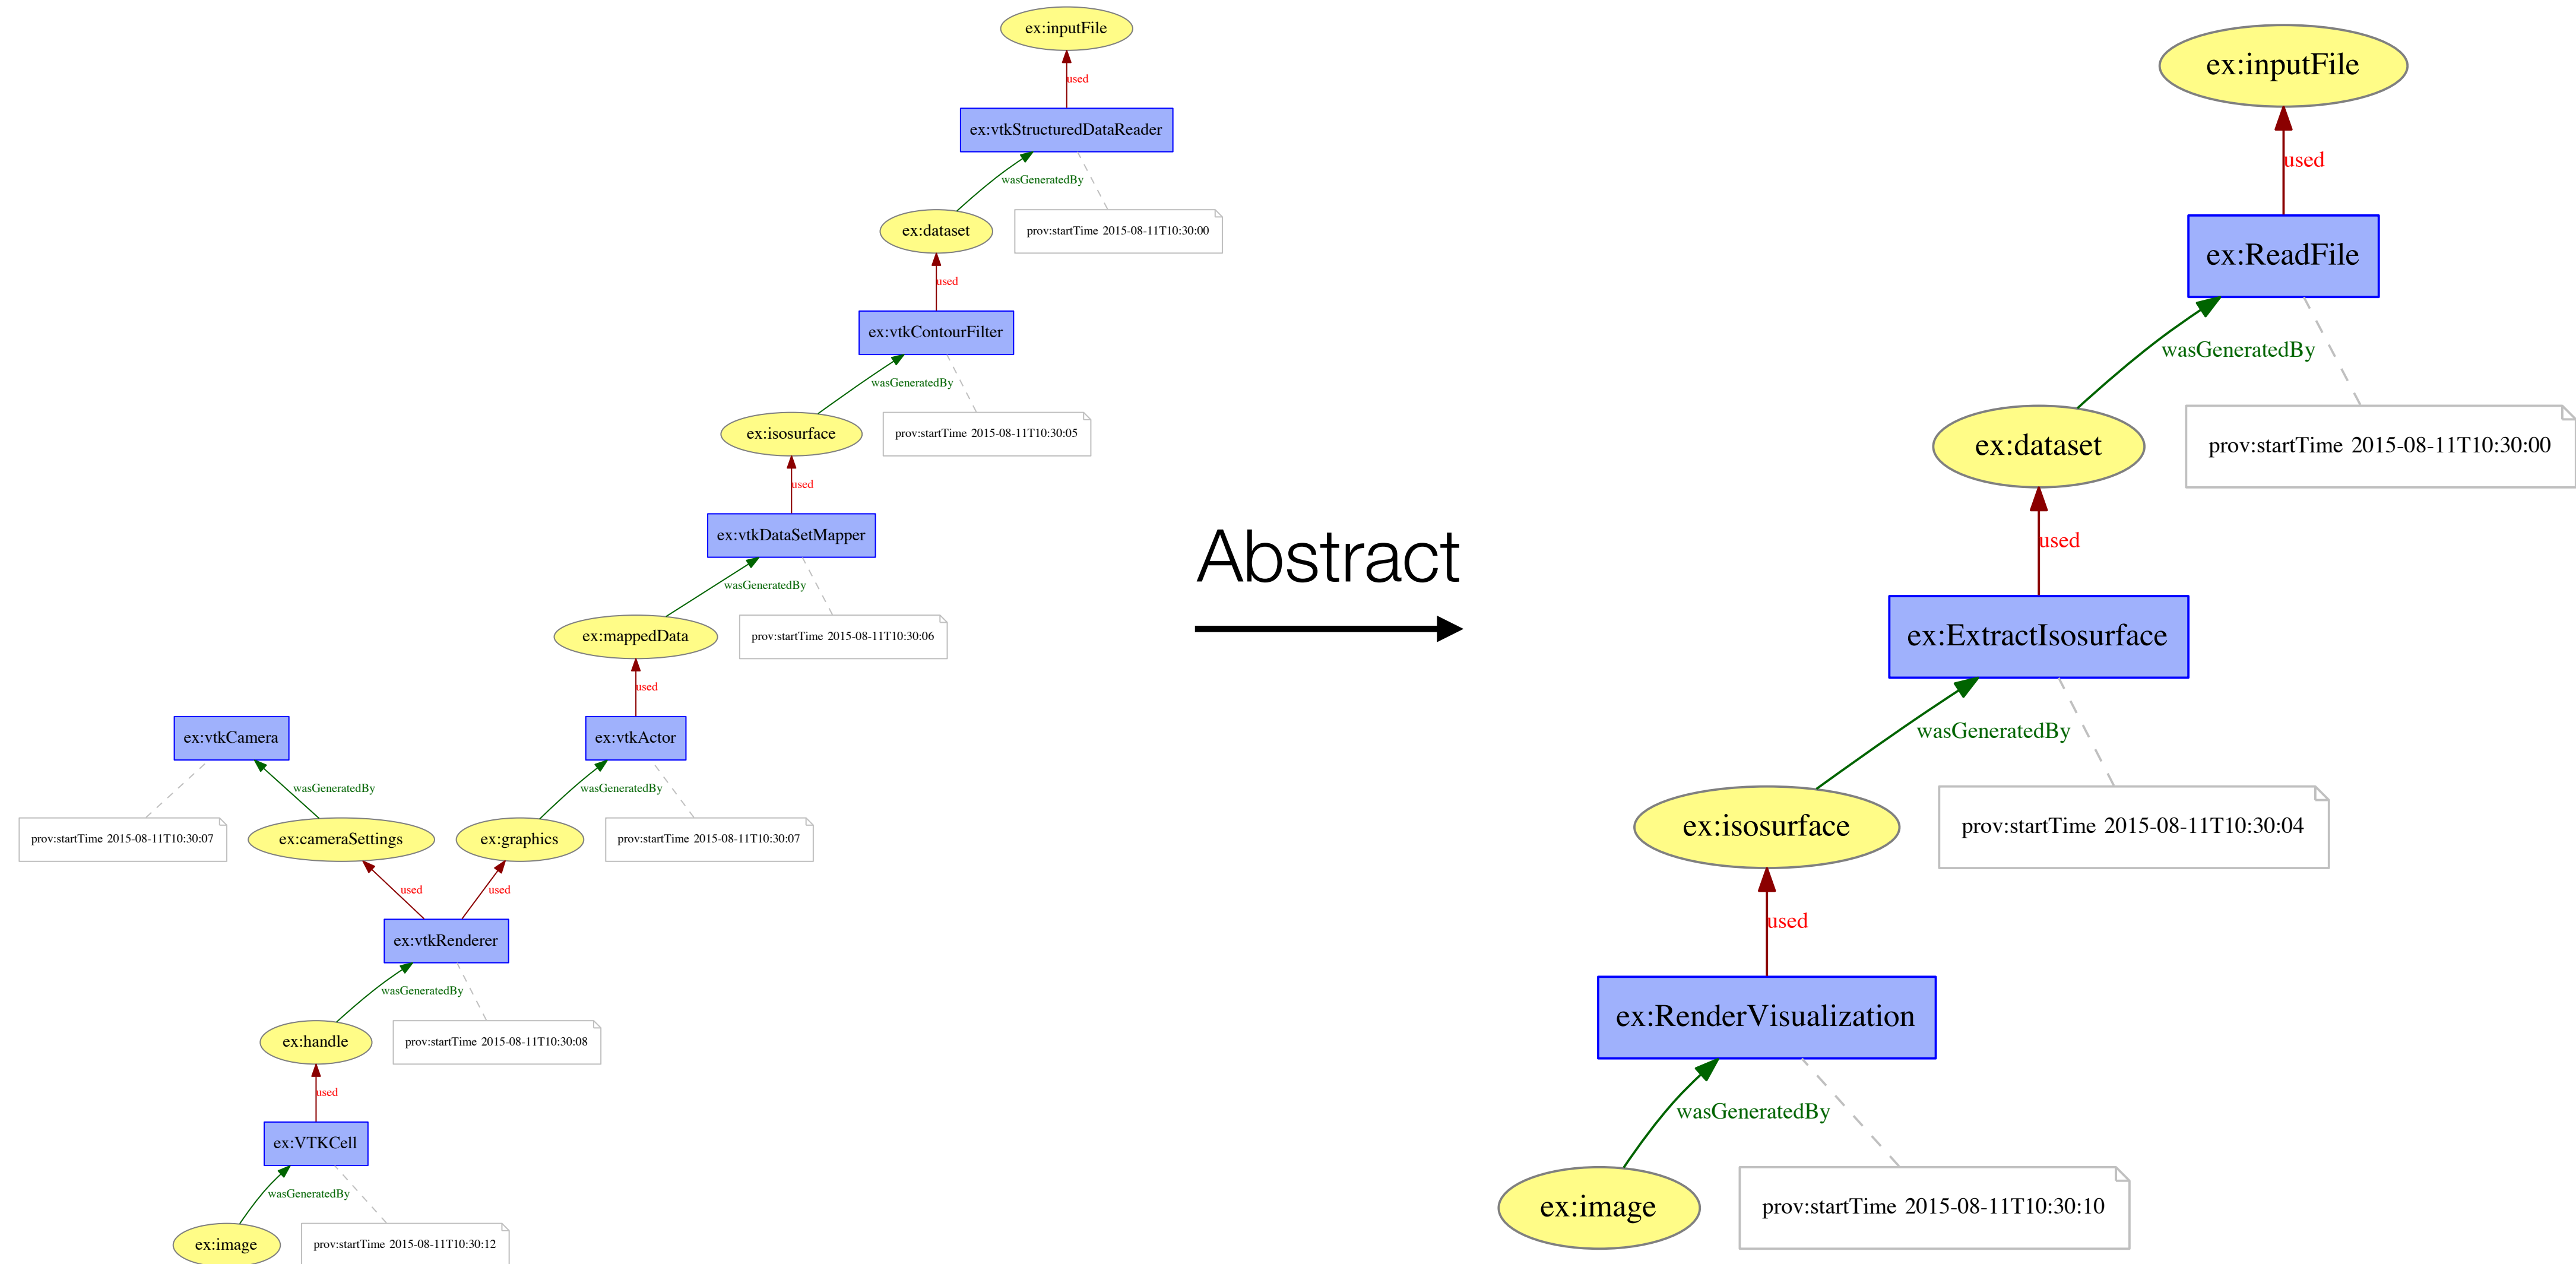 ex:inputFile
used
ex:vtkStructuredDataReader
wasGeneratedBy
ex:dataset
prov:startTime 2015-08-11T10:30:00
used
ex:vtkContourFilter
wasGeneratedBy
ex:isosurface
prov:startTime 2015-08-11T10:30:05
used
ex:vtkDataSetMapper
wasGeneratedBy
ex:mappedData
prov:startTime 2015-08-11T10:30:06
used
ex:vtkCamera
ex:vtkActor
wasGeneratedBy
wasGeneratedBy
prov:startTime 2015-08-11T10:30:07
ex:cameraSettings
ex:graphics
prov:startTime 2015-08-11T10:30:07
used
used
ex:vtkRenderer
wasGeneratedBy
ex:handle
prov:startTime 2015-08-11T10:30:08
used
ex:VTKCell
wasGeneratedBy
ex:image
prov:startTime 2015-08-11T10:30:12
Abstract
ex:inputFile
used
ex:ReadFile
wasGeneratedBy
ex:dataset
prov:startTime 2015-08-11T10:30:00
used
ex:ExtractIsosurface
wasGeneratedBy
ex:isosurface
prov:startTime 2015-08-11T10:30:04
used
ex:RenderVisualization
wasGeneratedBy
ex:image
prov:startTime 2015-08-11T10:30:10